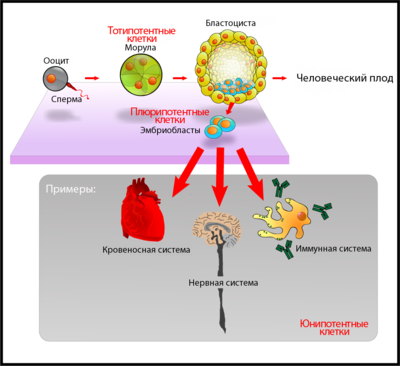 Тотипотентные
клетки
Морула
Бластоциста
Ооцит
Сперма
Человеческий плод
Плюрипотентные
клетки
Эмбриобласты
Примеры:
Кровеносная система
Нервная система
Иммунная система
Юнипотентные
клетки